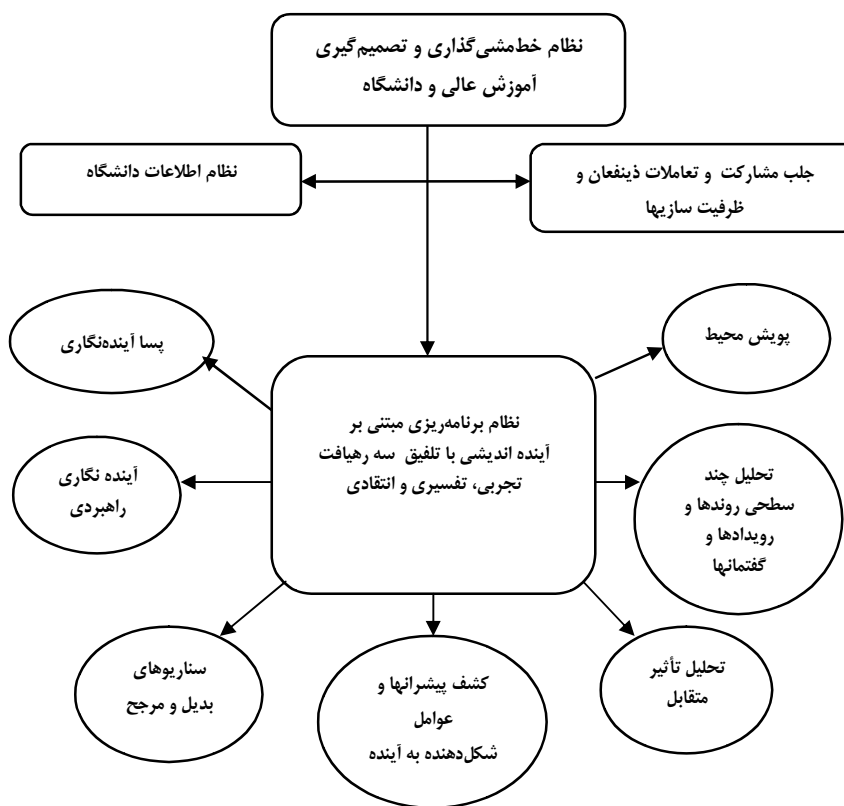 نظام خط‌مشی‌گذاری و تصمیم‌گیری
آموزش عالی و دانشگاه
جلب مشارکت و تعاملات ذینفعان و
ظرفیت سازیها
نظام اطلاعات دانشگاه
پویش محیط
پسا آینده‌نگاری
نظام برنامه‌ریزی مبتنی بر
آینده اندیشی با تلفیق سه رهیافت
تجربی، تفسیری و انتقادی
تحلیل چند
سطحی روندها و
رویدادها و
گفتمانها
آینده نگاری
راهبردی
تحلیل تأثیر
متقابل
کشف پیشرانها و
عوامل
شکل‌دهنده به آینده
سناریوهای
بدیل و مرجح